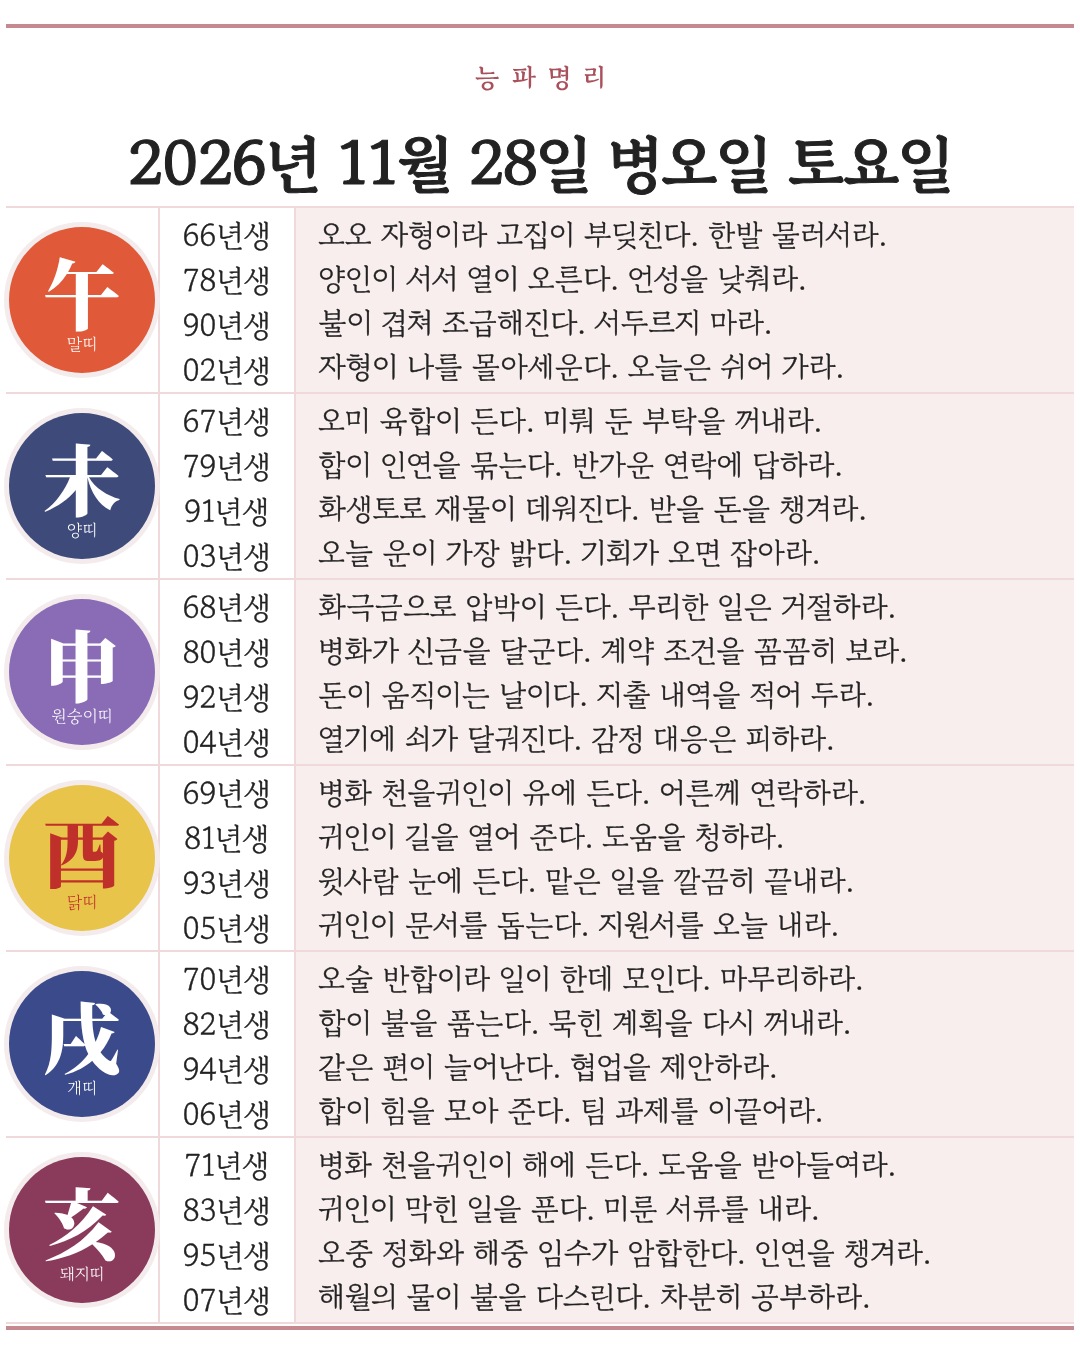 능파명리
2026년 11월 28일 병오일 토요일
午
말띠
66년생 오오 자형이라 고집이 부딪친다. 한발 물러서라.
78년생 양인이 서서 열이 오른다. 언성을 낮춰라.
90년생 불이 겹쳐 조급해진다. 서두르지 마라.
02년생 자형이 나를 몰아세운다. 오늘은 쉬어 가라.
未
양띠
67년생 오미 육합이 든다. 미뤄 둔 부탁을 꺼내라.
79년생 합이 인연을 묶는다. 반가운 연락에 답하라.
91년생 화생토로 재물이 데워진다. 받을 돈을 챙겨라.
03년생 오늘 운이 가장 밝다. 기회가 오면 잡아라.
申
원숭이띠
68년생 화극금으로 압박이 든다. 무리한 일은 거절하라.
80년생 병화가 신금을 달군다. 계약 조건을 꼼꼼히 보라.
92년생 돈이 움직이는 날이다. 지출 내역을 적어 두라.
04년생 열기에 쇠가 달궈진다. 감정 대응은 피하라.
酉
닭띠
69년생 병화 천을귀인이 유에 든다. 어른께 연락하라.
81년생 귀인이 길을 열어 준다. 도움을 청하라.
93년생 윗사람 눈에 든다. 맡은 일을 깔끔히 끝내라.
05년생 귀인이 문서를 돕는다. 지원서를 오늘 내라.
戌
개띠
70년생 오술 반합이라 일이 한데 모인다. 마무리하라.
82년생 합이 불을 품는다. 묵힌 계획을 다시 꺼내라.
94년생 같은 편이 늘어난다. 협업을 제안하라.
06년생 합이 힘을 모아 준다. 팀 과제를 이끌어라.
亥
돼지띠
71년생 병화 천을귀인이 해에 든다. 도움을 받아들여라.
83년생 귀인이 막힌 일을 푼다. 미룬 서류를 내라.
95년생 오중 정화와 해중 임수가 암합한다. 인연을 챙겨라.
07년생 해월의 물이 불을 다스린다. 차분히 공부하라.